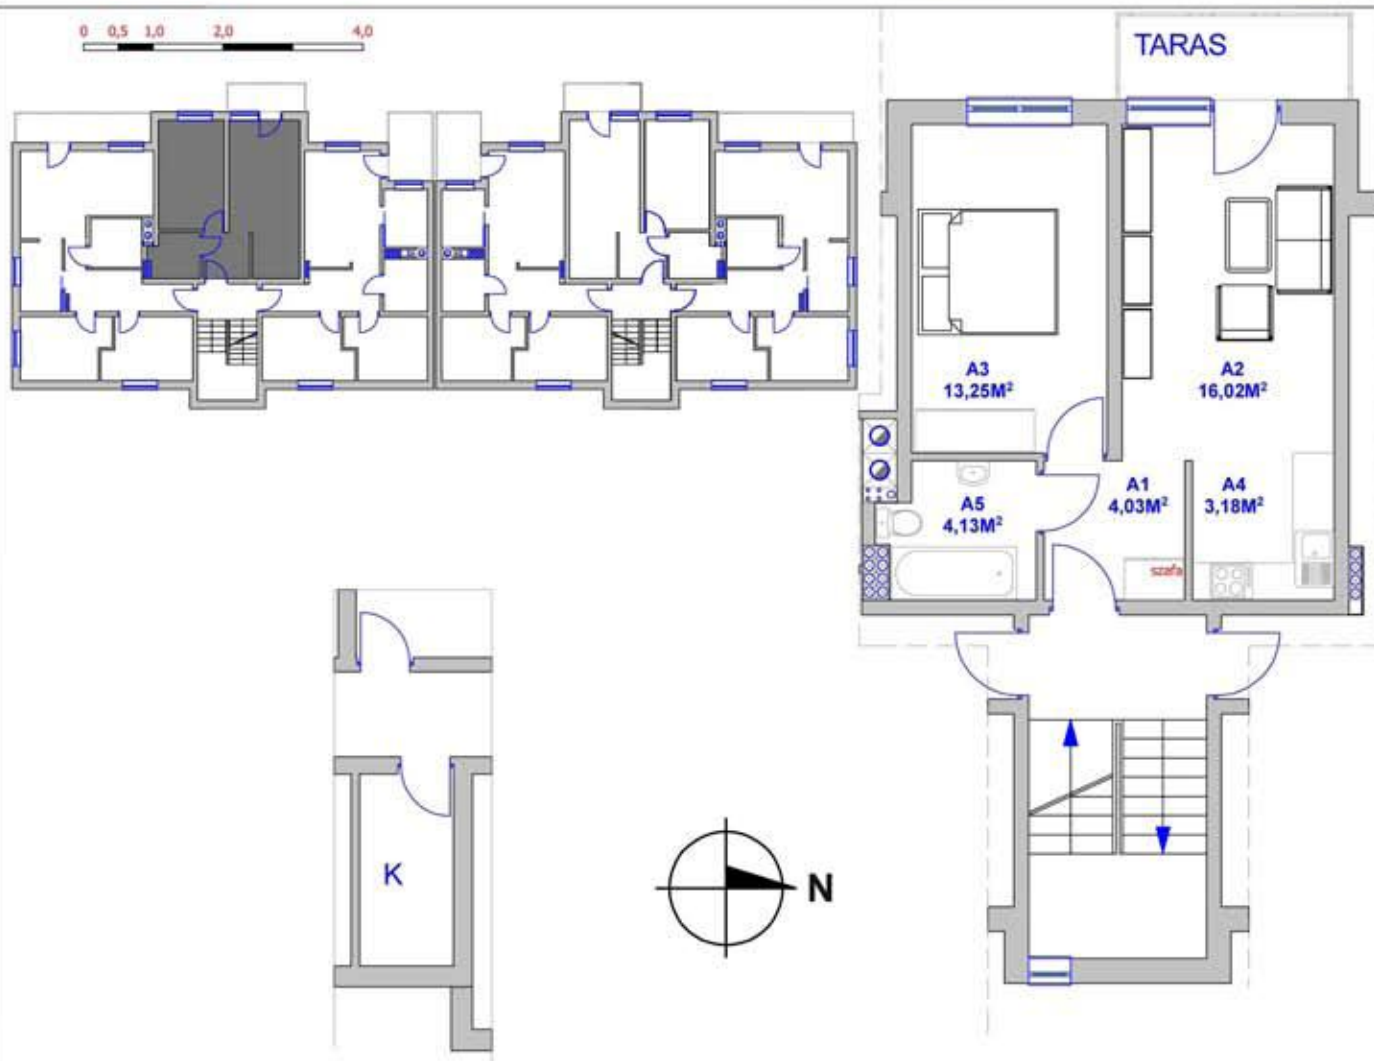 0 0,5 1,0 2,0 4,0
TARAS
A3
13,25M²
A2
16,02M²
A1
4,03M²
A4
3,18M²
A5
4,13M²
szafa
K
N